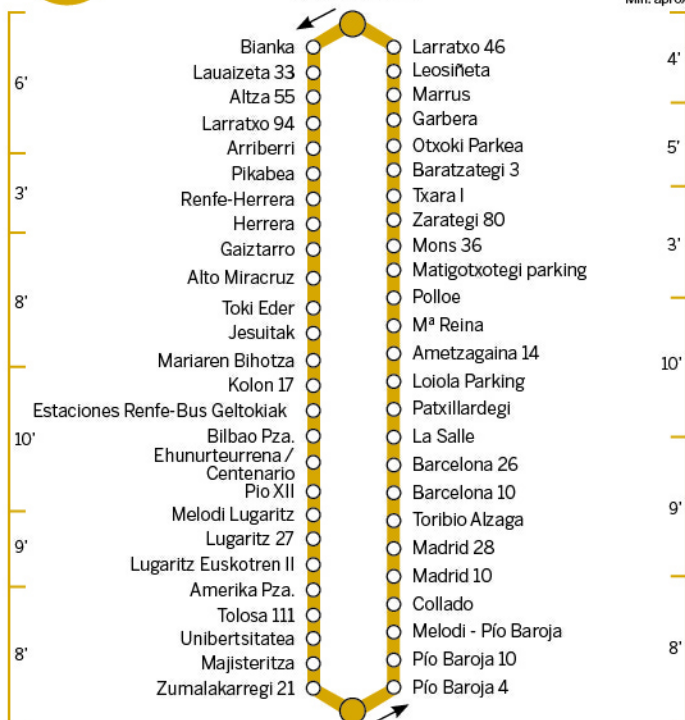 Min. aprox
Bianka
Lauaizeta 33
Altza 55
Larratxo 94
Arriberri
Pikabea
Renfe-Herrera
Herrera
Gaiztarro
Alto Miracruz
Toki Eder
Jesuitak
Mariaren Bihotza
Kolon 17
Estaciones Renfe-Bus Geltokiak
Bilbao Pza.
Ehunurteurrena /
Centenario
Pio XII
Melodi Lugaritz
Lugaritz 27
Lugaritz Euskotren II
Amerika Pza.
Tolosa 111
Unibertsitatea
Majisteritza
Zumalakarregi 21
6'
3'
8'
10'
9'
8'
Larratxo 46
Leosiñeta
Marrus
Garbera
Otxoki Parkea
Baratzategi 3
Txara I
Zarategi 80
Mons 36
Matigotxotegi parking
Polloe
Mª Reina
Ametzagaina 14
Loiola Parking
Patxillardegi
La Salle
Barcelona 26
Barcelona 10
Toribio Alzaga
Madrid 28
Madrid 10
Collado
Melodi - Pío Baroja
Pío Baroja 10
Pío Baroja 4
4'
5'
3'
10'
9'
8'